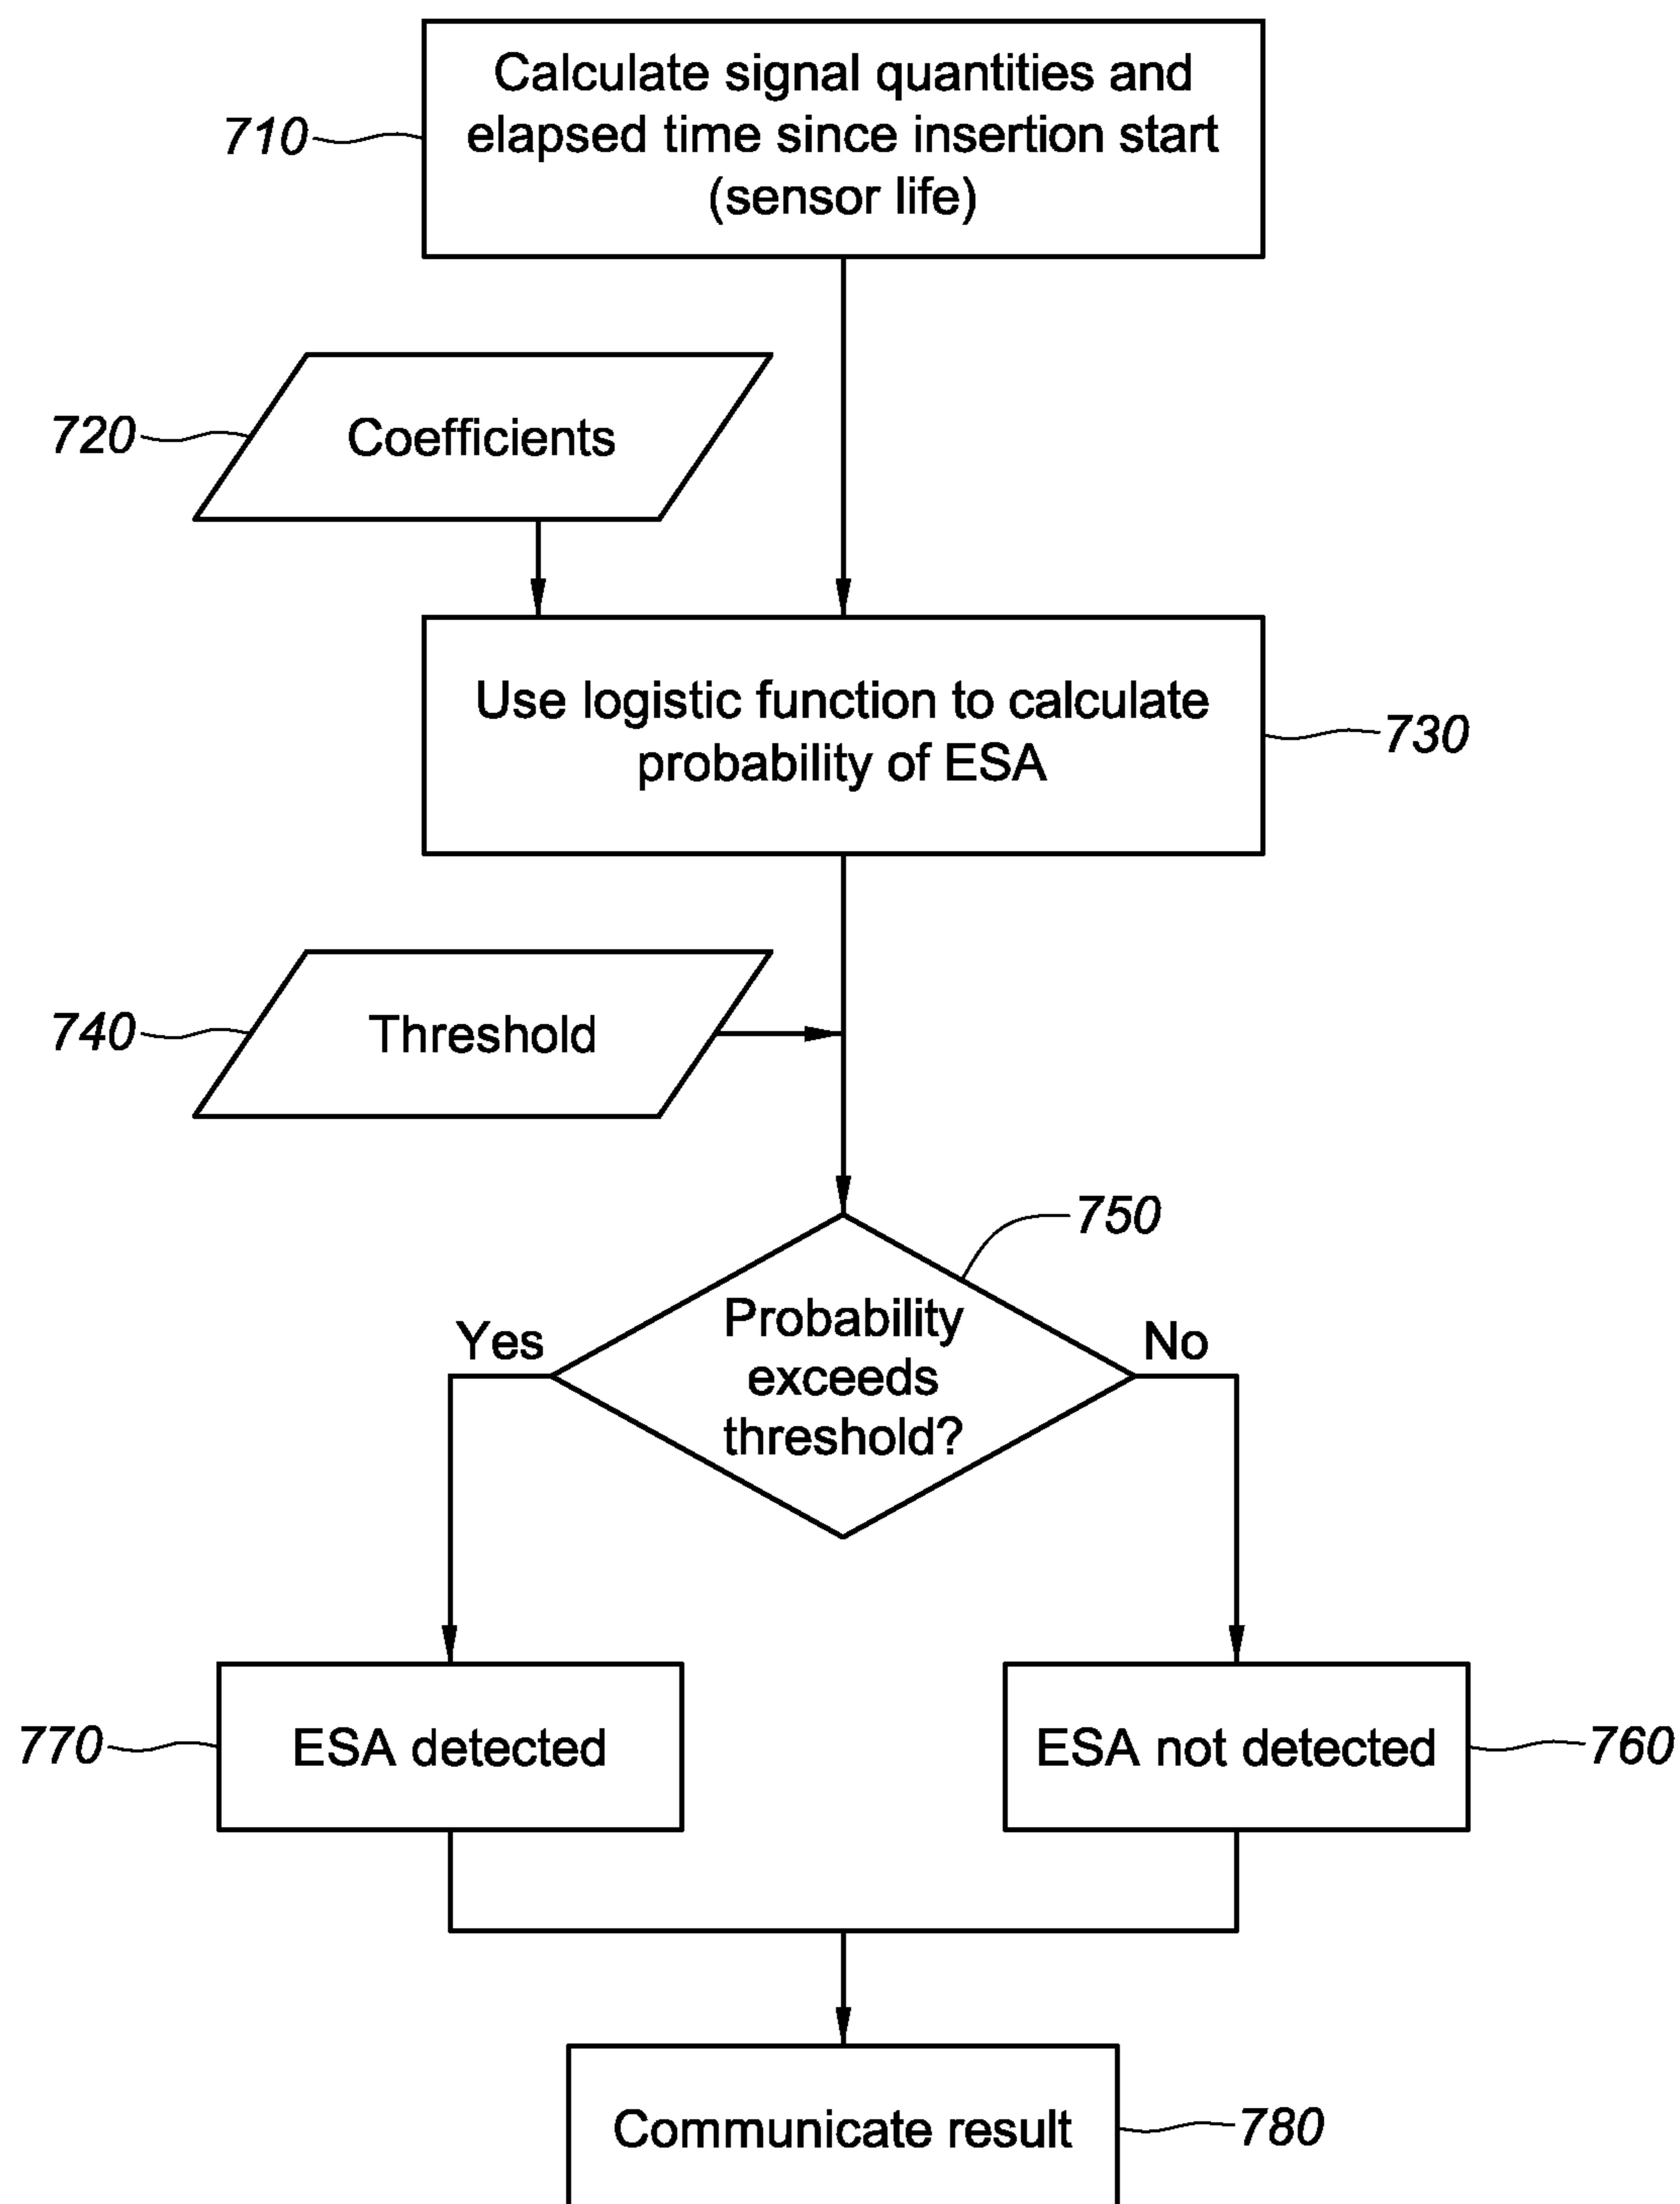 Calculate signal quantities and
elapsed time since insertion start
(sensor life)
710
720
Coefficients
Use logistic function to calculate
probability of ESA
730
740
Threshold
750
Probability
exceeds
threshold?
Yes
No
770
ESA detected
ESA not detected
760
Communicate result
780